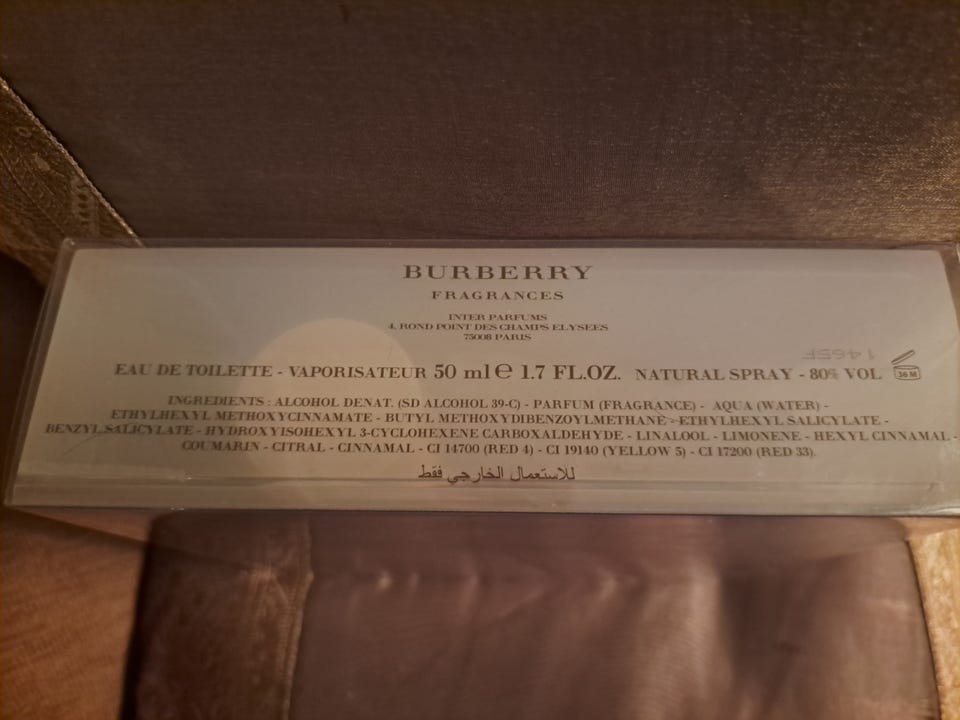 BURBERRY
FRAGRANCES
INTER PARFUMS
4, ROND POINT DES CHAMPS ELYSEES
75008 PARIS
1465F
EAU DE TOILETTE - VAPORISATEUR 50 ml ℮ 1.7 FL.OZ. NATURAL SPRAY - 80% VOL 36 M
INGREDIENTS : ALCOHOL DENAT. (SD ALCOHOL 39-C) - PARFUM (FRAGRANCE) - AQUA (WATER) -
ETHYLHEXYL METHOXYCINNAMATE - BUTYL METHOXYDIBENZOYLMETHANE - ETHYLHEXYL SALICYLATE -
BENZYL SALICYLATE - HYDROXYISOHEXYL 3-CYCLOHEXENE CARBOXALDEHYDE - LINALOOL - LIMONENE - HEXYL CINNAMAL -
COUMARIN - CITRAL - CINNAMAL - CI 14700 (RED 4) - CI 19140 (YELLOW 5) - CI 17200 (RED 33).
للاستعمال الخارجي فقط